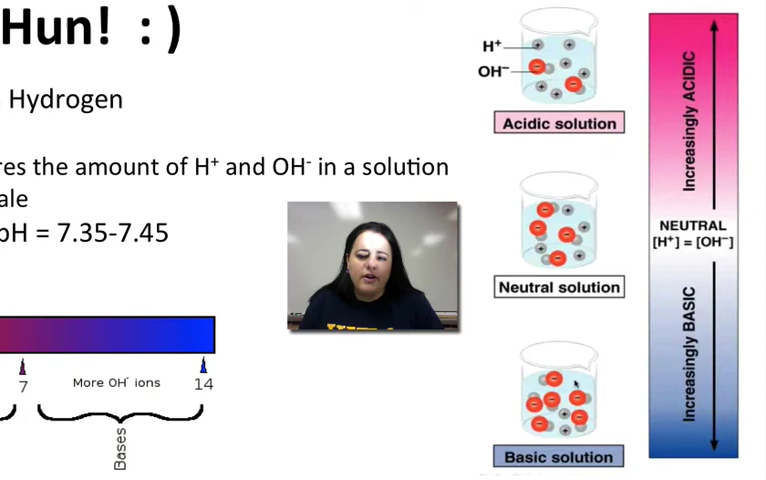 Hun! :)
Hydrogen
res the amount of H⁺ and OH⁻ in a solution
ale
pH = 7.35-7.45
7
More OH⁻ ions
14
Bases
H⁺
OH⁻
Acidic solution
Neutral solution
Basic solution
Increasingly ACIDIC
NEUTRAL
[H⁺] = [OH⁻]
Increasingly BASIC